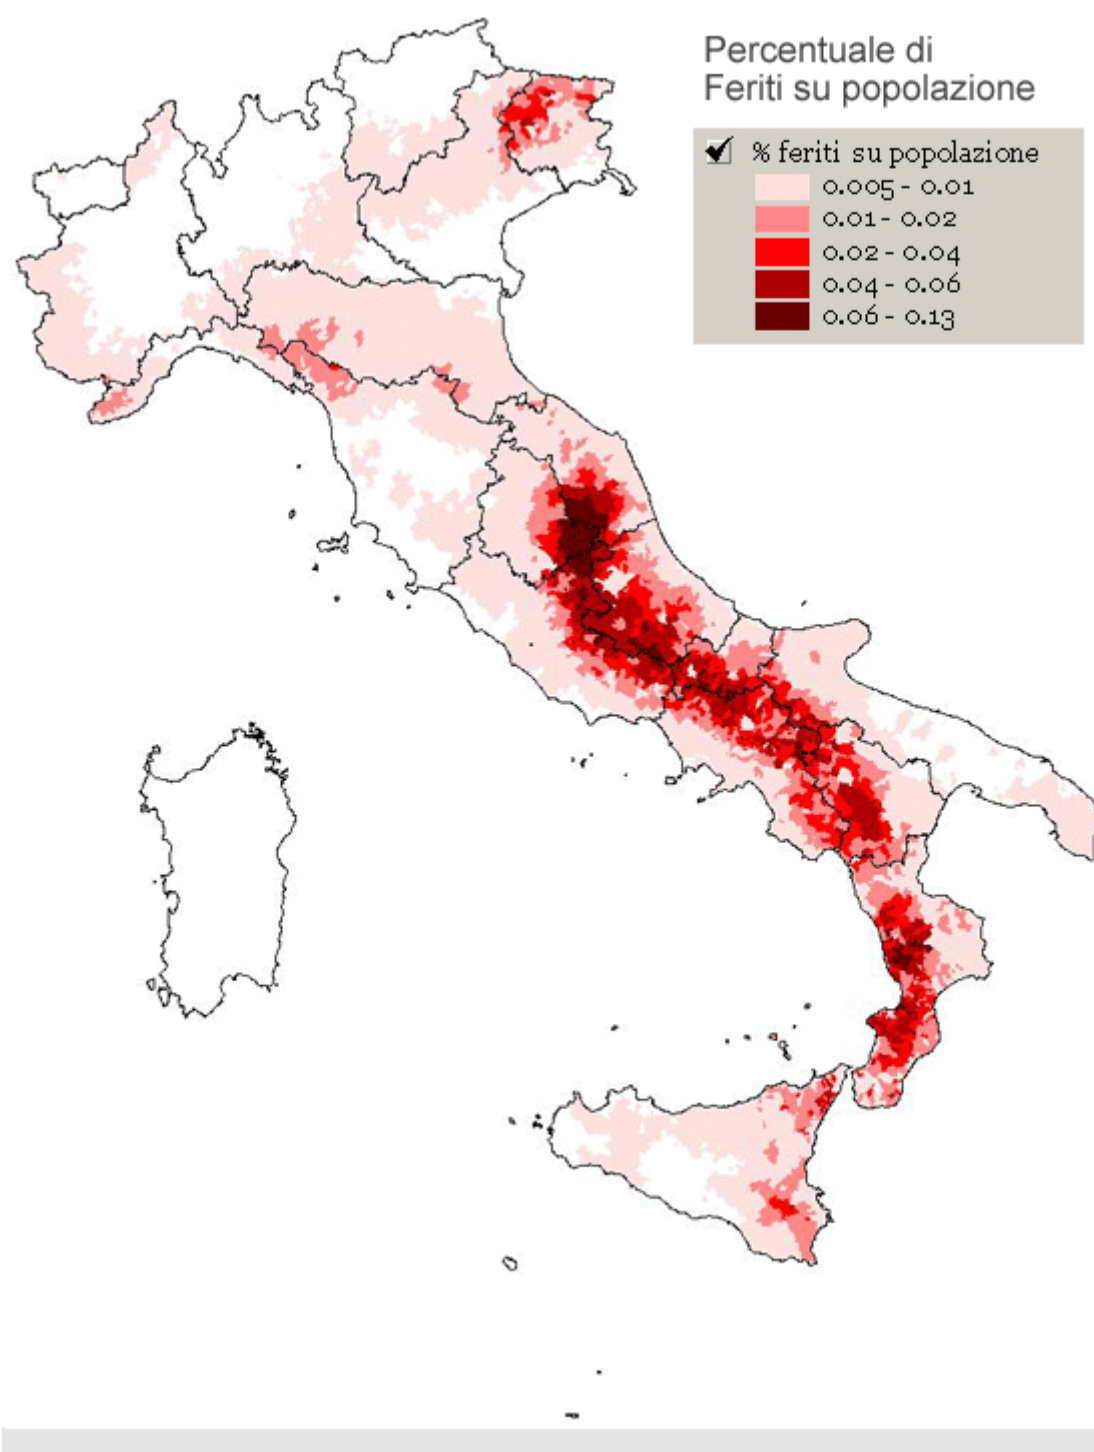 Percentuale di
Feriti su popolazione
% feriti su popolazione
0.005 - 0.01
0.01 - 0.02
0.02 - 0.04
0.04 - 0.06
0.06 - 0.13